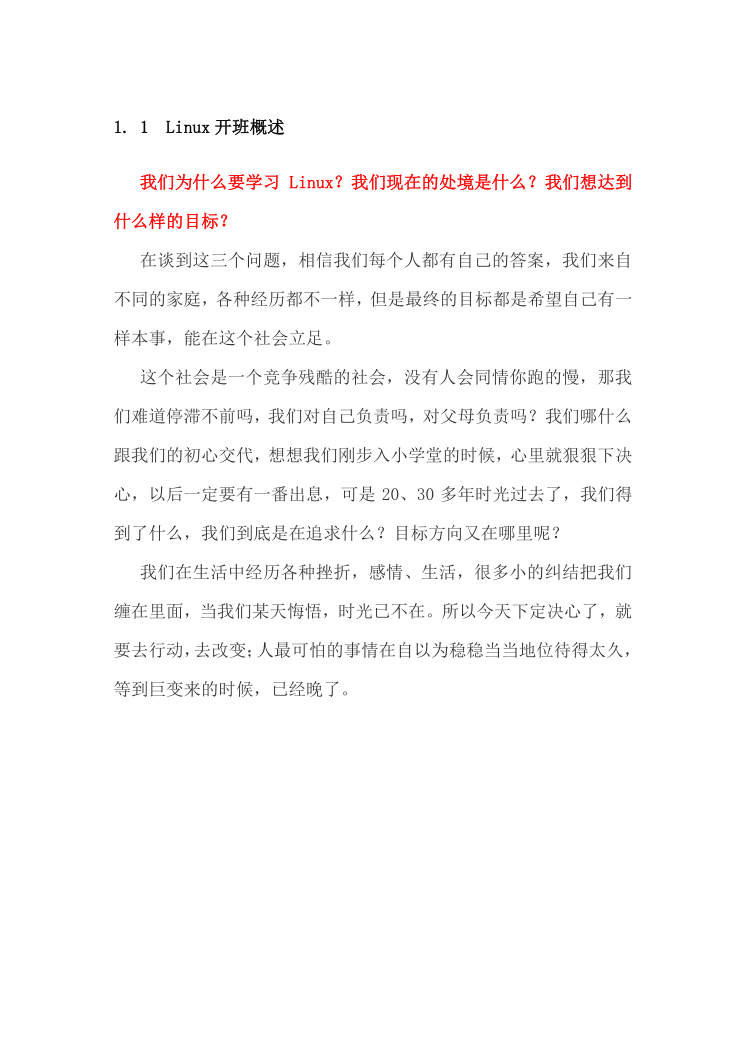 1. 1  Linux 开班概述
我们为什么要学习 Linux？我们现在的处境是什么？我们想达到
什么样的目标？
在谈到这三个问题，相信我们每个人都有自己的答案，我们来自
不同的家庭，各种经历都不一样，但是最终的目标都是希望自己有一
样本事，能在这个社会立足。
这个社会是一个竞争残酷的社会，没有人会同情你跑的慢，那我
们难道停滞不前吗，我们对自己负责吗，对父母负责吗？我们哪什么
跟我们的初心交代，想想我们刚步入小学堂的时候，心里就狠狠下决
心，以后一定要有一番出息，可是 20、30 多年时光过去了，我们得
到了什么，我们到底是在追求什么？目标方向又在哪里呢？
我们在生活中经历各种挫折，感情、生活，很多小的纠结把我们
缠在里面，当我们某天悔悟，时光已不在。所以今天下定决心了，就
要去行动，去改变；人最可怕的事情在自以为稳稳当当地位待得太久，
等到巨变来的时候，已经晚了。